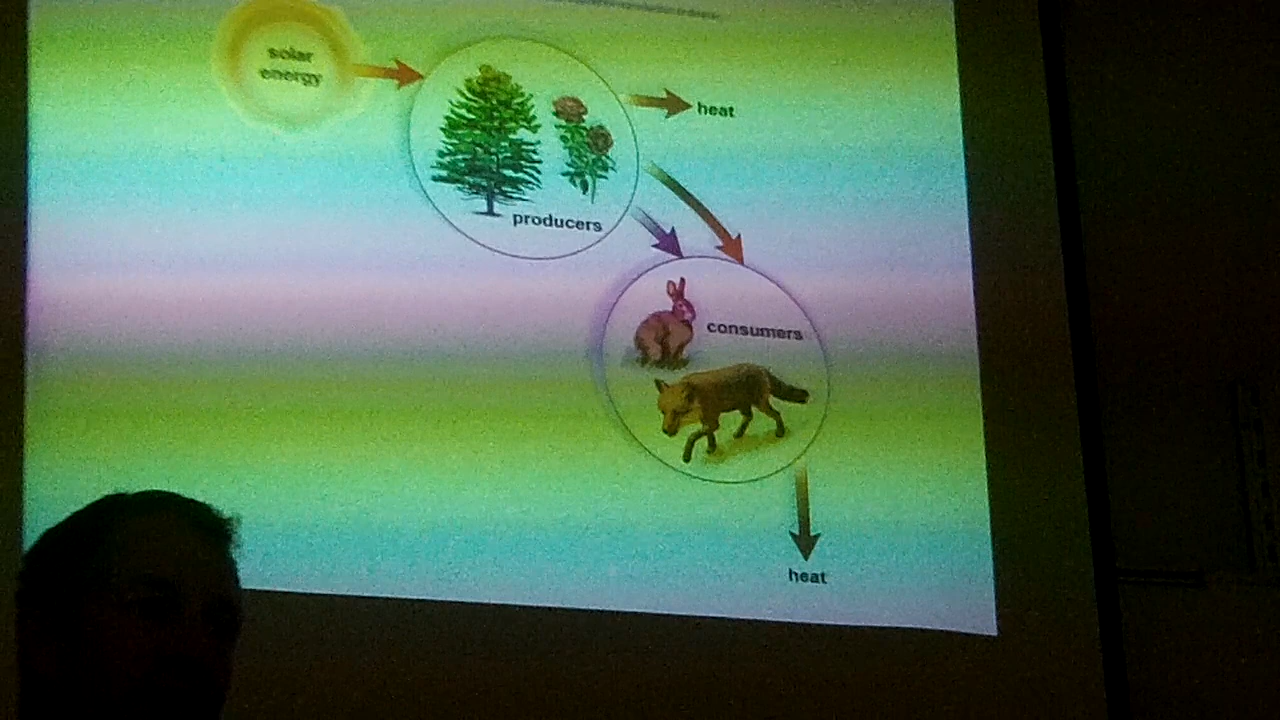 solar
energy
heat
producers
consumers
heat